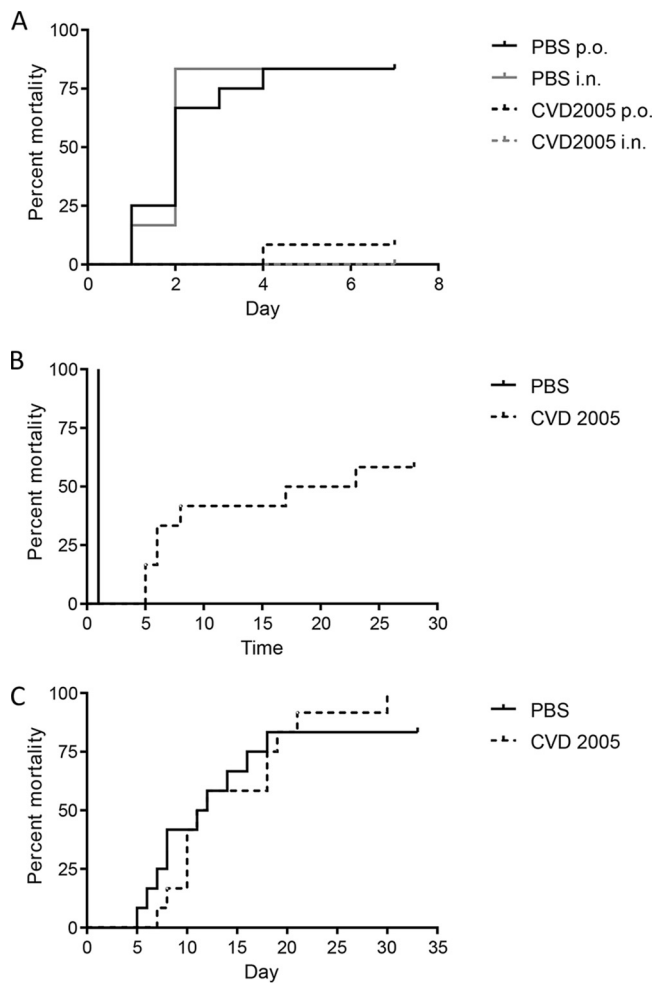 A
100
75
50
25
0
Percent mortality
0 2 4 6 8
Day
PBS p.o.
PBS i.n.
CVD2005 p.o.
CVD2005 i.n.
B
100
75
50
25
0
Percent mortality
0 5 10 15 20 25 30
Time
PBS
CVD 2005
C
100
75
50
25
0
Percent mortality
0 5 10 15 20 25 30 35
Day
PBS
CVD 2005